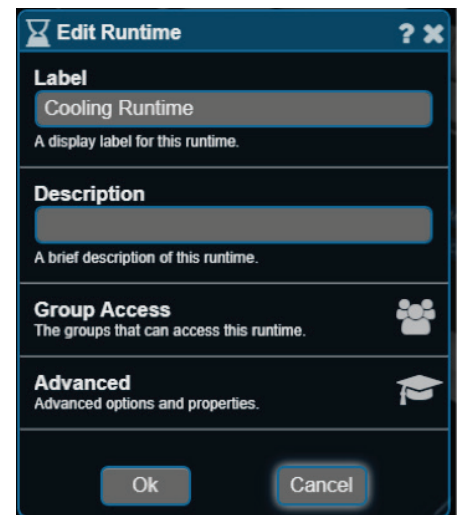 Edit Runtime ?
Label
Cooling Runtime
A display label for this runtime.
Description
A brief description of this runtime.
Group Access
The groups that can access this runtime.
Advanced
Advanced options and properties.
Ok Cancel